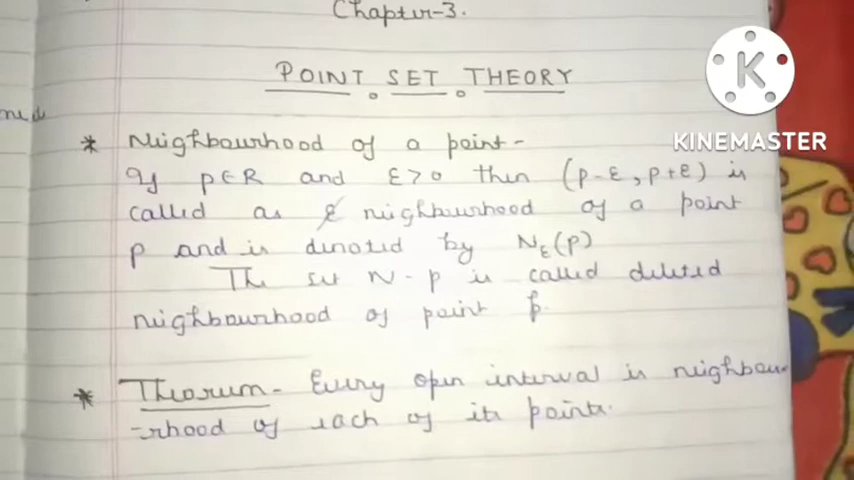 Chapter-3.
POINT SET THEORY
* Neighbourhood of a point-
If p∈R and ε>0 then (p-ε, p+ε) is
called as ε neighbourhood of a point
p and is denoted by Nε(p)
The set N-p is called deleted
neighbourhood of point p.
* Theorem- Every open interval is neighbou-
-rhood of each of its points.
K
KINEMASTER